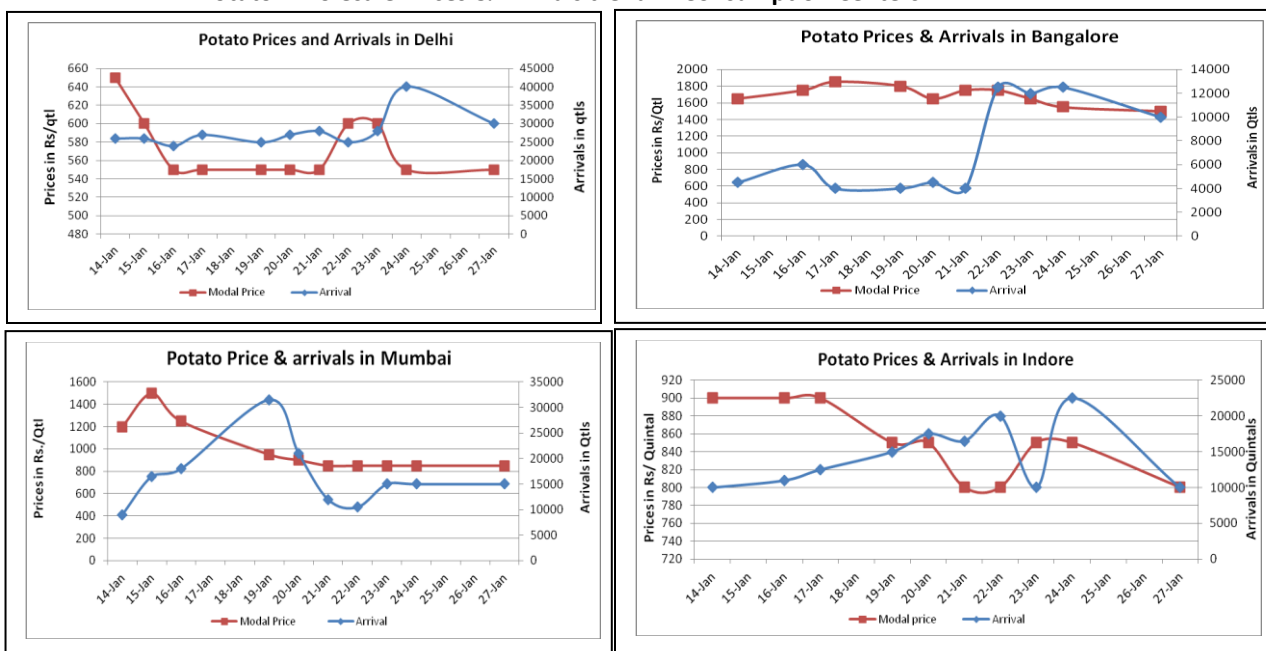 Potato Prices and Arrivals in Delhi
Prices in Rs/qtl
660
640
620
600
580
560
540
520
500
480
45000
40000
35000
30000
25000
20000
15000
10000
5000
0
Arrivals in qtls
14-Jan
15-Jan
16-Jan
17-Jan
18-Jan
19-Jan
20-Jan
21-Jan
22-Jan
23-Jan
24-Jan
25-Jan
26-Jan
27-Jan
Modal Price
Arrival
Potato Prices & Arrivals in Bangalore
Prices in Rs/Qtl
2000
1800
1600
1400
1200
1000
800
600
400
200
0
14000
12000
10000
8000
6000
4000
2000
0
Arrivals in Qtls
14-Jan
15-Jan
16-Jan
17-Jan
18-Jan
19-Jan
20-Jan
21-Jan
22-Jan
23-Jan
24-Jan
25-Jan
26-Jan
27-Jan
Modal Price
Arrival
Potato Price & arrivals in Mumbai
Prices in Rs./Qtl
1600
1400
1200
1000
800
600
400
200
0
35000
30000
25000
20000
15000
10000
5000
0
Arrivals in Qtls
14-Jan
15-Jan
16-Jan
17-Jan
18-Jan
19-Jan
20-Jan
21-Jan
22-Jan
23-Jan
24-Jan
25-Jan
26-Jan
27-Jan
Modal Price
Arrival
Potato Prices & Arrivals in Indore
Prices in Rs/ Quintal
920
900
880
860
840
820
800
780
760
740
720
25000
20000
15000
10000
5000
0
Arrivals in Quintals
14-Jan
15-Jan
16-Jan
17-Jan
18-Jan
19-Jan
20-Jan
21-Jan
22-Jan
23-Jan
24-Jan
25-Jan
26-Jan
27-Jan
Modal price
Arrival